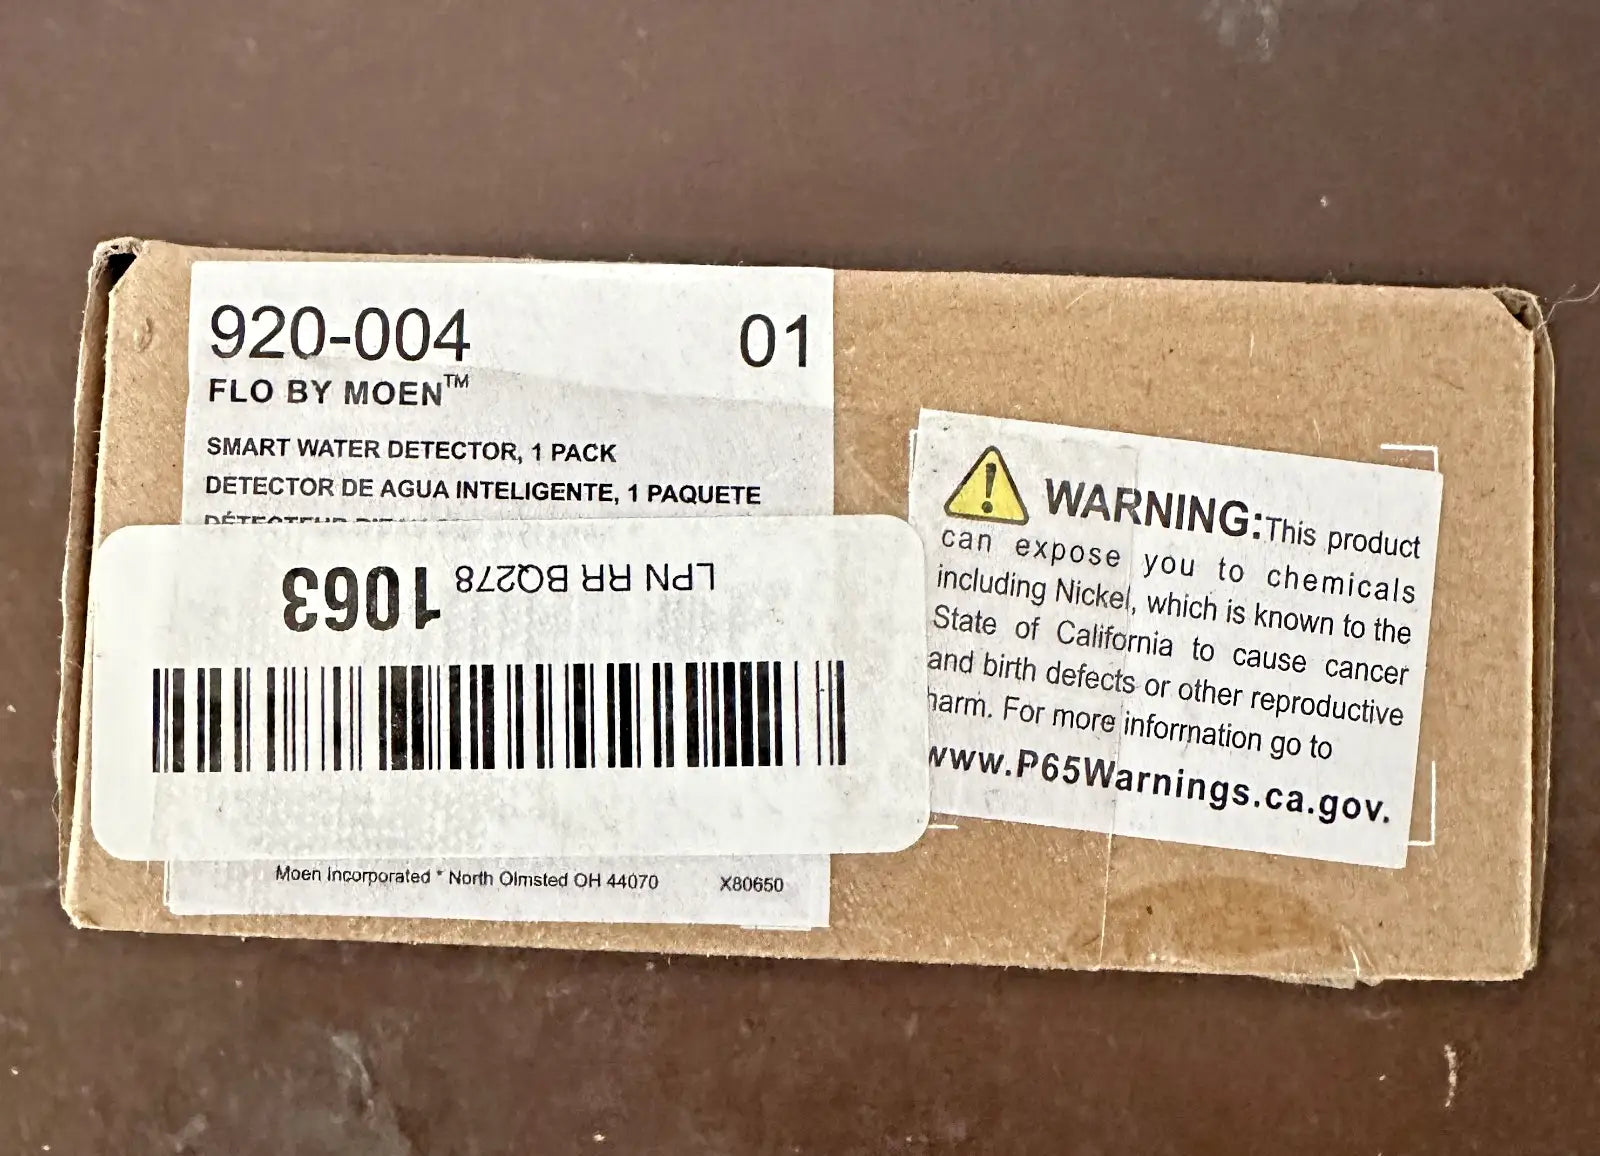 920-004 01
FLO BY MOEN™
SMART WATER DETECTOR, 1 PACK
DETECTOR DE AGUA INTELIGENTE, 1 PAQUETE
LPN RR BQ278 1063
Moen Incorporated * North Olmsted OH 44070 X80650
WARNING: This product
can expose you to chemicals
including Nickel, which is known to the
State of California to cause cancer
and birth defects or other reproductive
harm. For more information go to
www.P65Warnings.ca.gov.